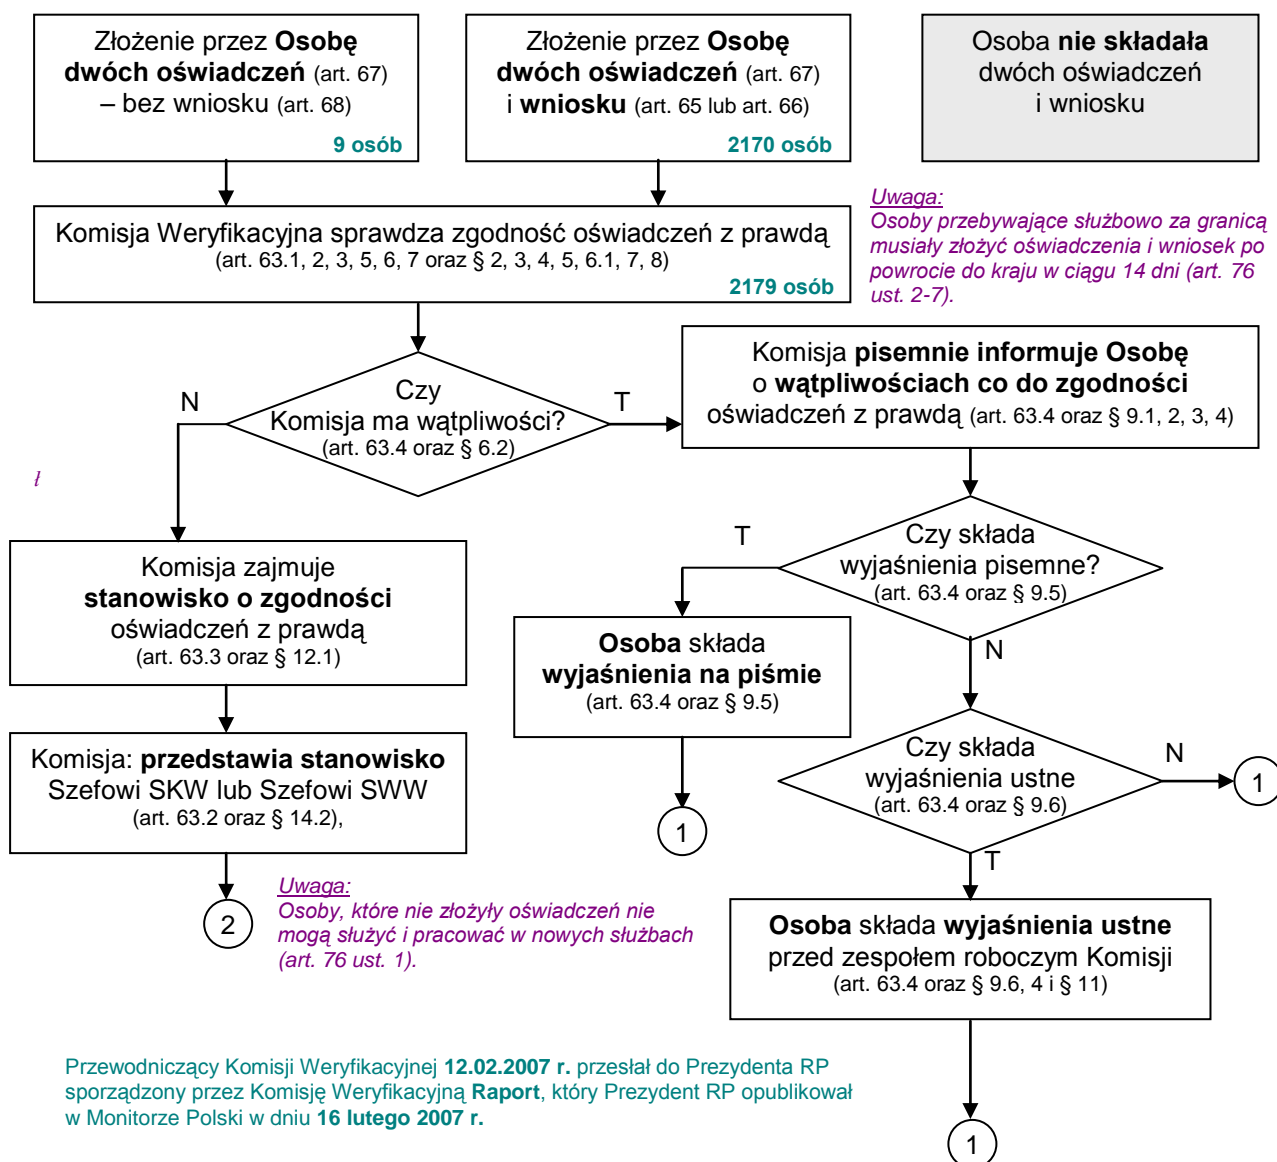 Złożenie przez Osobę
dwóch oświadczeń (art. 67)
– bez wniosku (art. 68)
9 osób
Złożenie przez Osobę
dwóch oświadczeń (art. 67)
i wniosku (art. 65 lub art. 66)
2170 osób
Osoba nie składała
dwóch oświadczeń
i wniosku
Komisja Weryfikacyjna sprawdza zgodność oświadczeń z prawdą
(art. 63.1, 2, 3, 5, 6, 7 oraz § 2, 3, 4, 5, 6.1, 7, 8)
2179 osób
Uwaga:
Osoby przebywające służbowo za granicą
musiały złożyć oświadczenia i wniosek po
powrocie do kraju w ciągu 14 dni (art. 76
ust. 2-7).
Czy
Komisja ma wątpliwości?
(art. 63.4 oraz § 6.2)
N
T
Komisja pisemnie informuje Osobę
o wątpliwościach co do zgodności
oświadczeń z prawdą (art. 63.4 oraz § 9.1, 2, 3, 4)
ł
Komisja zajmuje
stanowisko o zgodności
oświadczeń z prawdą
(art. 63.3 oraz § 12.1)
T
Czy składa
wyjaśnienia pisemne?
(art. 63.4 oraz § 9.5)
N
Osoba składa
wyjaśnienia na piśmie
(art. 63.4 oraz § 9.5)
Komisja: przedstawia stanowisko
Szefowi SKW lub Szefowi SWW
(art. 63.2 oraz § 14.2),
Czy składa
wyjaśnienia ustne
(art. 63.4 oraz § 9.6)
N
1
1
T
2
Uwaga:
Osoby, które nie złożyły oświadczeń nie
mogą służyć i pracować w nowych służbach
(art. 76 ust. 1).
Osoba składa wyjaśnienia ustne
przed zespołem roboczym Komisji
(art. 63.4 oraz § 9.6, 4 i § 11)
Przewodniczący Komisji Weryfikacyjnej 12.02.2007 r. przesłał do Prezydenta RP
sporządzony przez Komisję Weryfikacyjną Raport, który Prezydent RP opublikował
w Monitorze Polski w dniu 16 lutego 2007 r.
1